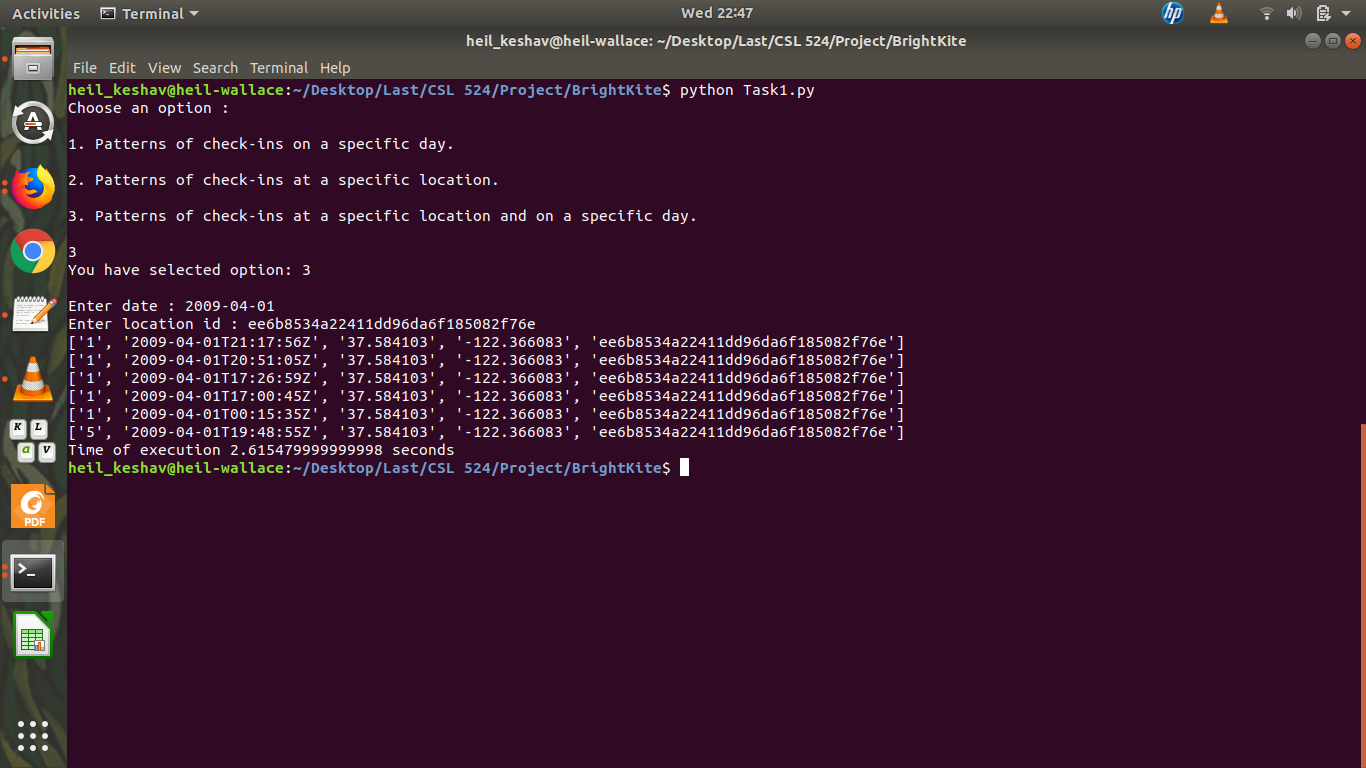 Activities Terminal Wed 22:47
heil_keshav@heil-wallace: ~/Desktop/Last/CSL 524/Project/BrightKite
File Edit View Search Terminal Help
heil_keshav@heil-wallace:~/Desktop/Last/CSL 524/Project/BrightKite$ python Task1.py
Choose an option :
1. Patterns of check-ins on a specific day.
2. Patterns of check-ins at a specific location.
3. Patterns of check-ins at a specific location and on a specific day.
3
You have selected option: 3
Enter date : 2009-04-01
Enter location id : ee6b8534a22411dd96da6f185082f76e
['1', '2009-04-01T21:17:56Z', '37.584103', '-122.366083', 'ee6b8534a22411dd96da6f185082f76e']
['1', '2009-04-01T20:51:05Z', '37.584103', '-122.366083', 'ee6b8534a22411dd96da6f185082f76e']
['1', '2009-04-01T17:26:59Z', '37.584103', '-122.366083', 'ee6b8534a22411dd96da6f185082f76e']
['1', '2009-04-01T17:00:45Z', '37.584103', '-122.366083', 'ee6b8534a22411dd96da6f185082f76e']
['1', '2009-04-01T00:15:35Z', '37.584103', '-122.366083', 'ee6b8534a22411dd96da6f185082f76e']
['5', '2009-04-01T19:48:55Z', '37.584103', '-122.366083', 'ee6b8534a22411dd96da6f185082f76e']
Time of execution 2.615479999999998 seconds
heil_keshav@heil-wallace:~/Desktop/Last/CSL 524/Project/BrightKite$
hp
A
K L
a v
PDF
>_